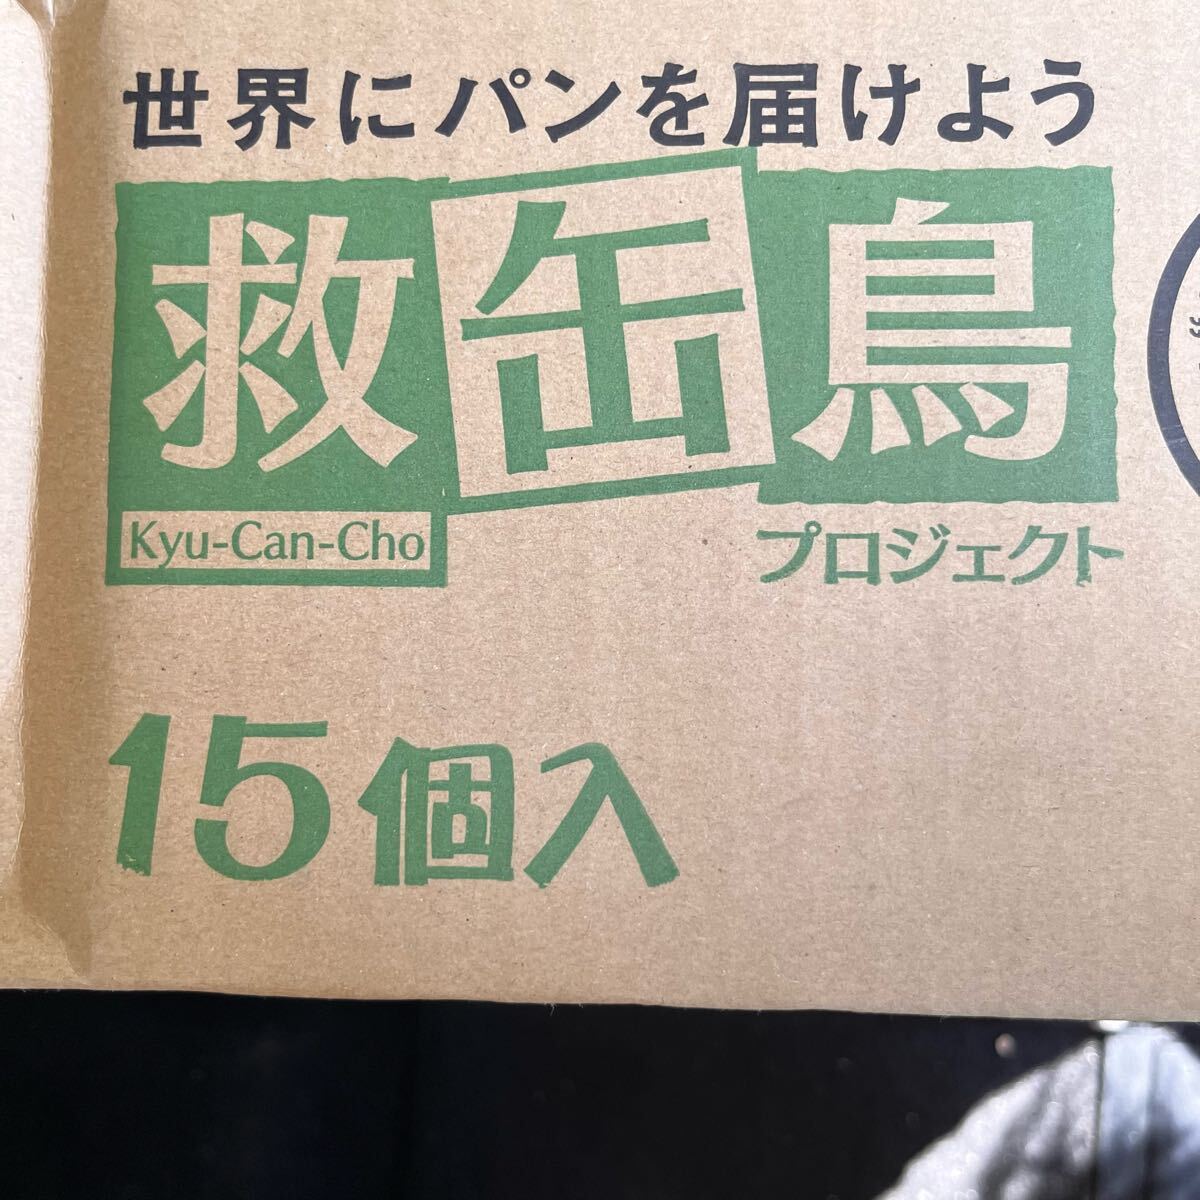 世界にパンを届けよう
救缶鳥
Kyu-Can-Cho
プロジェクト
15個入